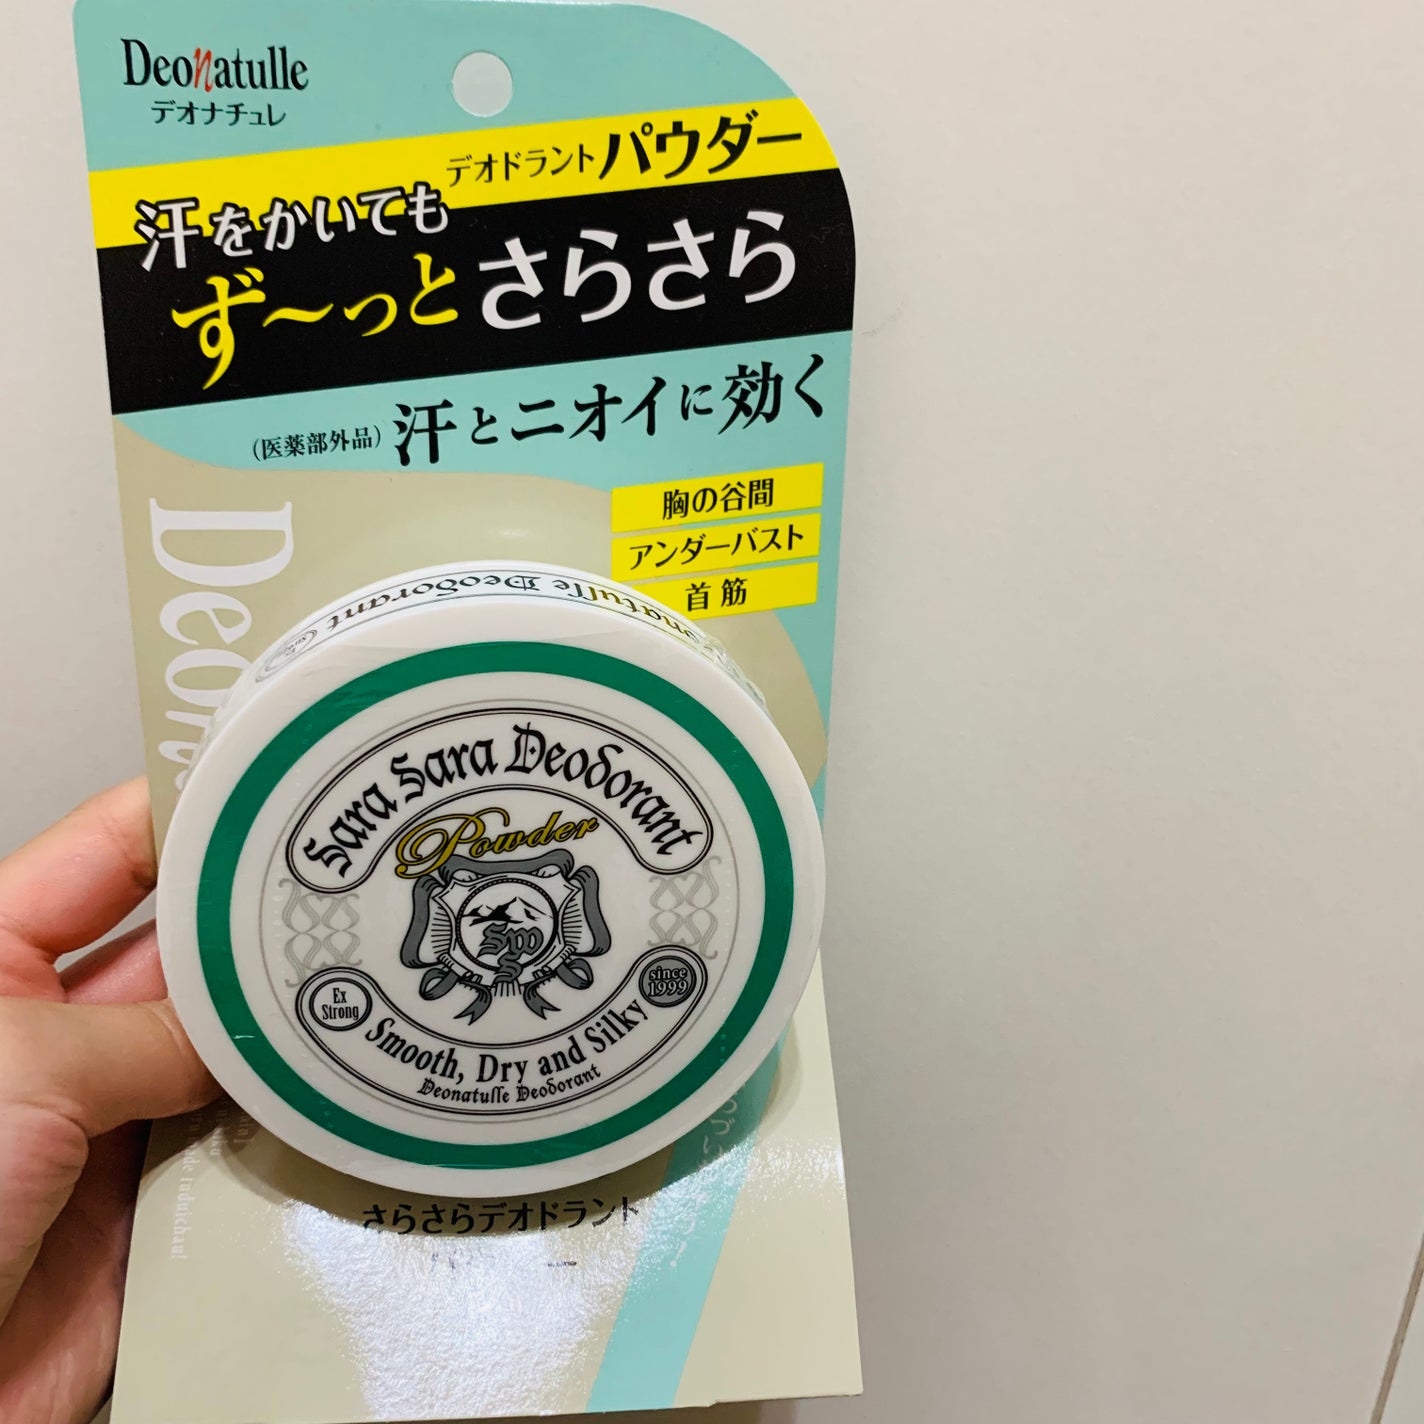 Deonatulle
デオナチュレ
デオドラントパウダー
汗をかいても
ず〜っとさらさら
(医薬部外品) 汗とニオイに効く
胸の谷間
アンダーバスト
首筋
Deonatulle Deodorant
Sara Sara Deodorant
Powder
Ex
Strong
since
1999
Smooth, Dry and Silky
Deonatulle Deodorant
さらさらデオドラント